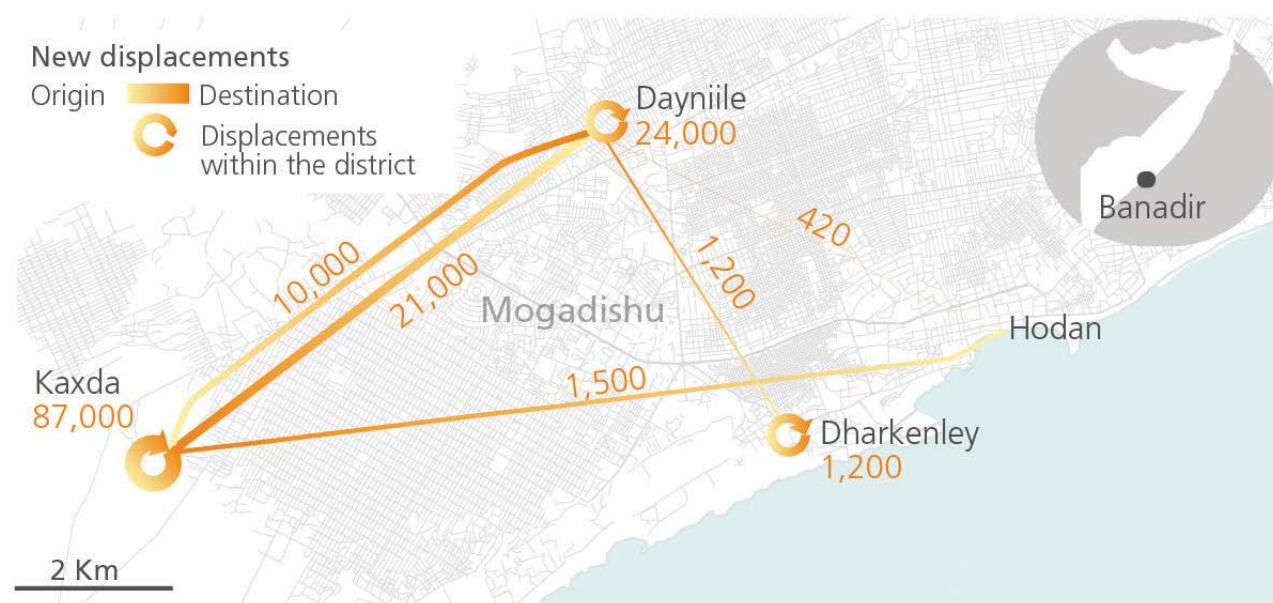 New displacements
Origin Destination
Displacements
within the district
Dayniile
24,000
Banadir
420
1,200
10,000
21,000
Mogadishu
Hodan
Kaxda
87,000
1,500
Dharkenley
1,200
2 Km